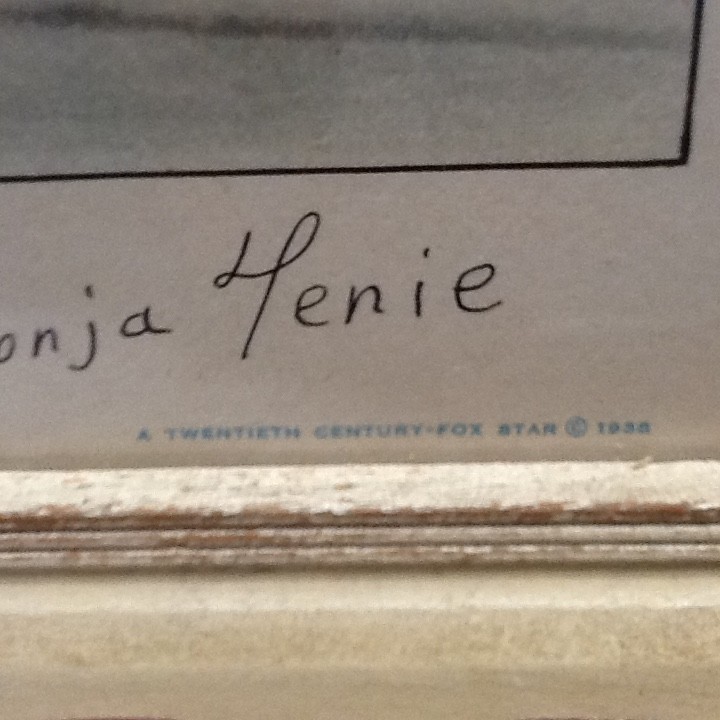 onja Henie
A TWENTIETH CENTURY-FOX STAR © 1938